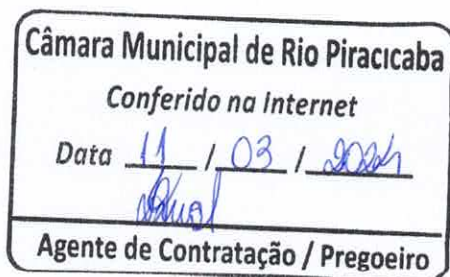 Câmara Municipal de Rio Piracicaba
Conferido na Internet
Data 11 / 03 / 2024
Agente de Contratação / Pregoeiro